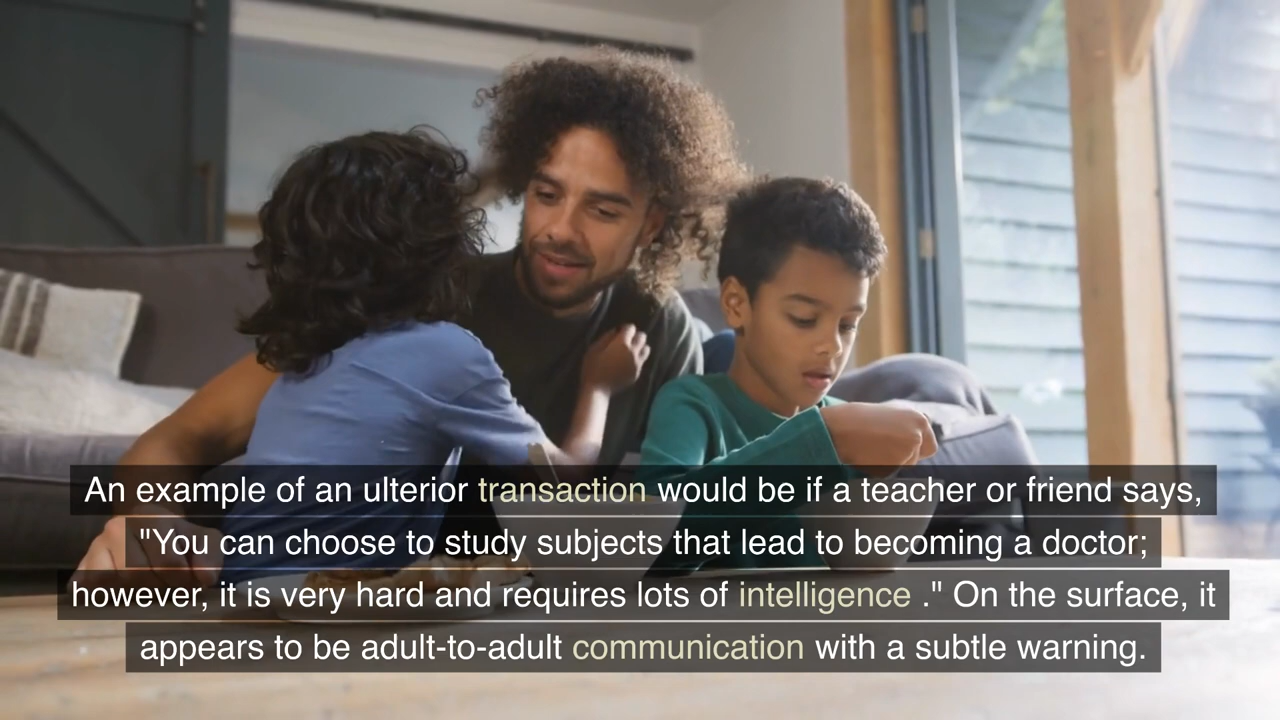 An example of an ulterior transaction would be if a teacher or friend says,
"You can choose to study subjects that lead to becoming a doctor;
however, it is very hard and requires lots of intelligence ." On the surface, it
appears to be adult-to-adult communication with a subtle warning.